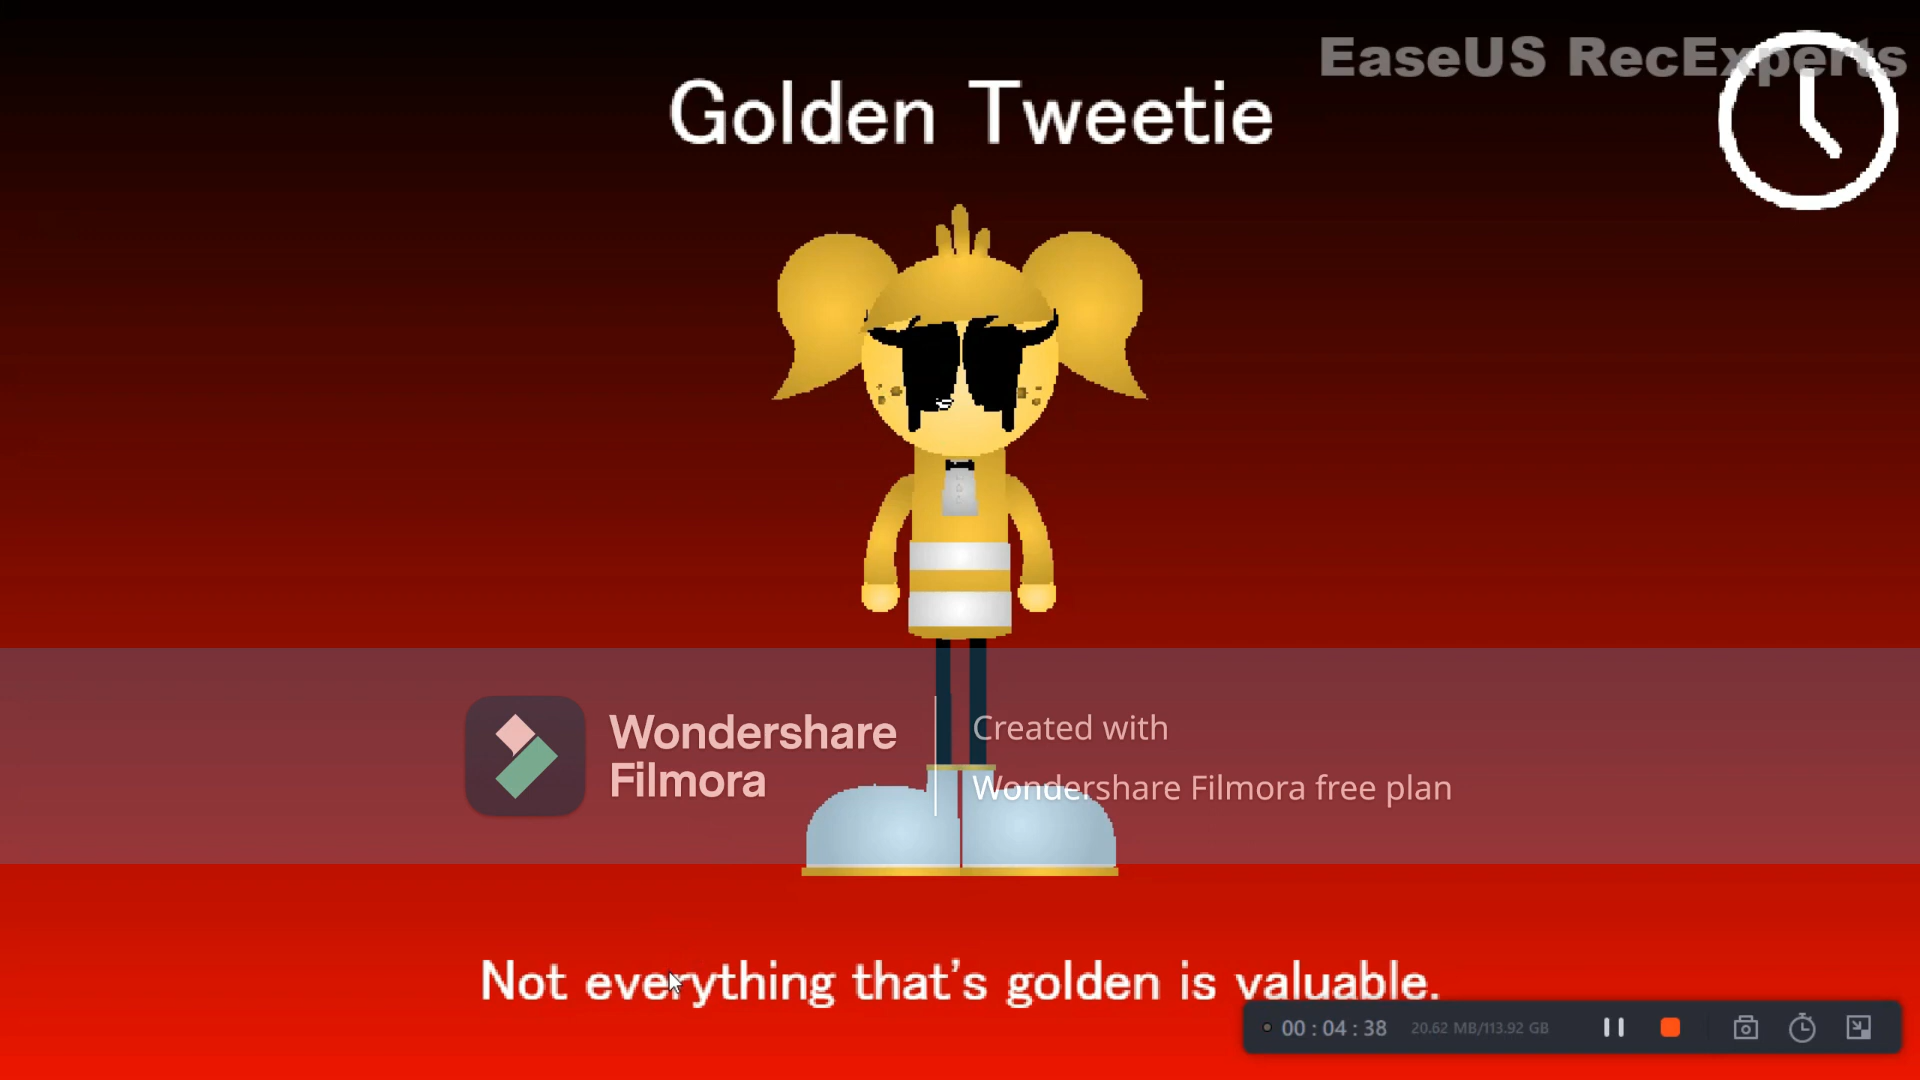 EaseUS RecExperts
Golden Tweetie
Wondershare
Filmora
Created with
Wondershare Filmora free plan
Not everything that's golden is valuable.
00:04:38
20.62 MB/113.92 GB